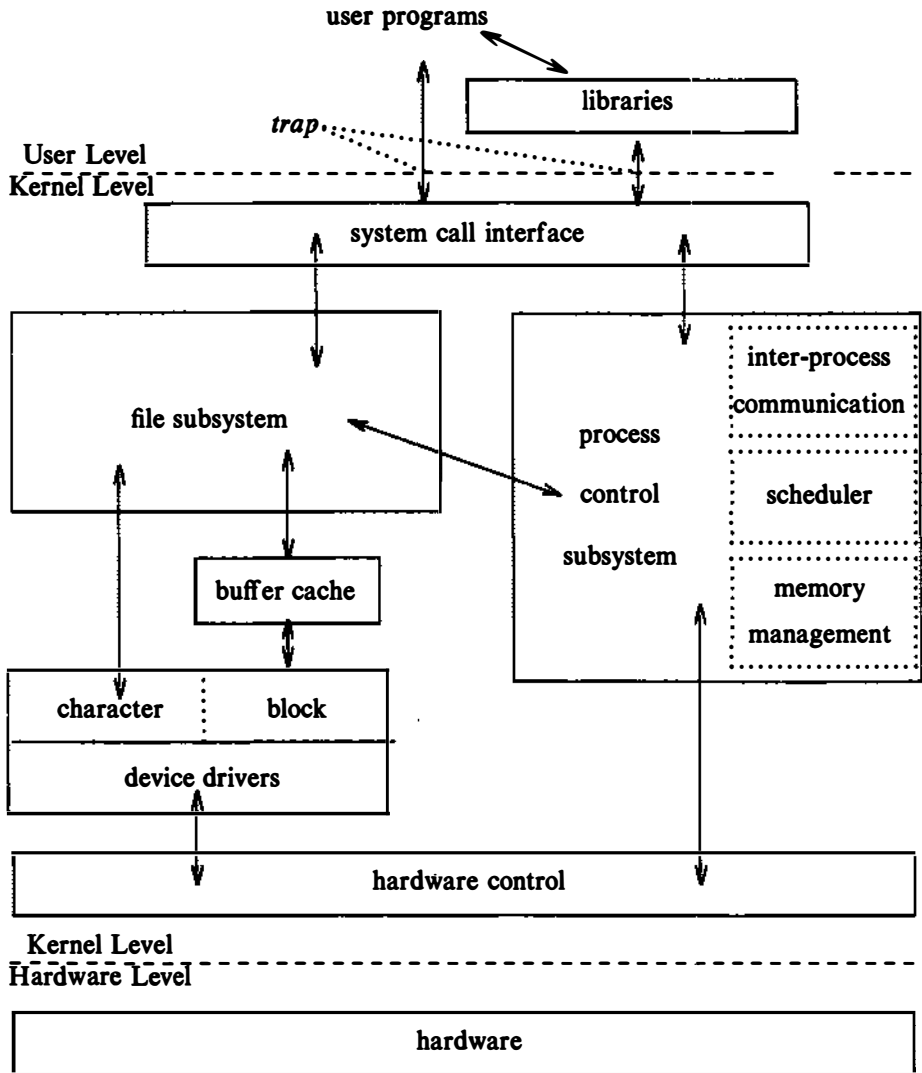 user programs
libraries
trap
User Level
Kernel Level
system call interface
file subsystem
inter-process
communication
process
control
subsystem
scheduler
memory
management
buffer cache
character
block
device drivers
hardware control
Kernel Level
Hardware Level
hardware